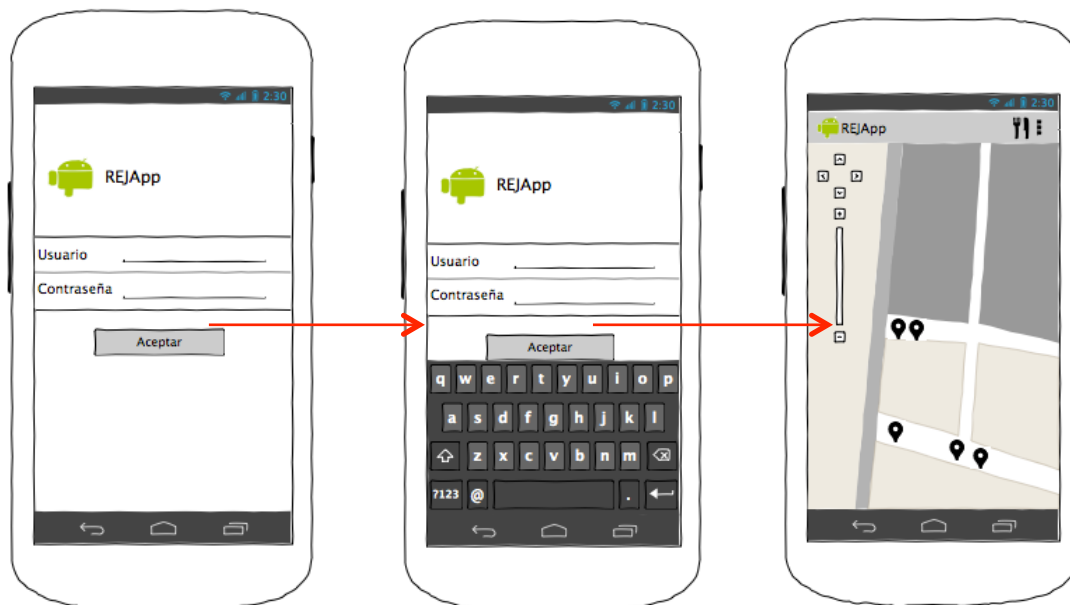 2:30
REJApp
Usuario
Contraseña
Aceptar
2:30
REJApp
Usuario
Contraseña
Aceptar
q w e r t y u i o p
a s d f g h j k l
z x c v b n m
?123 @ .
2:30
REJApp